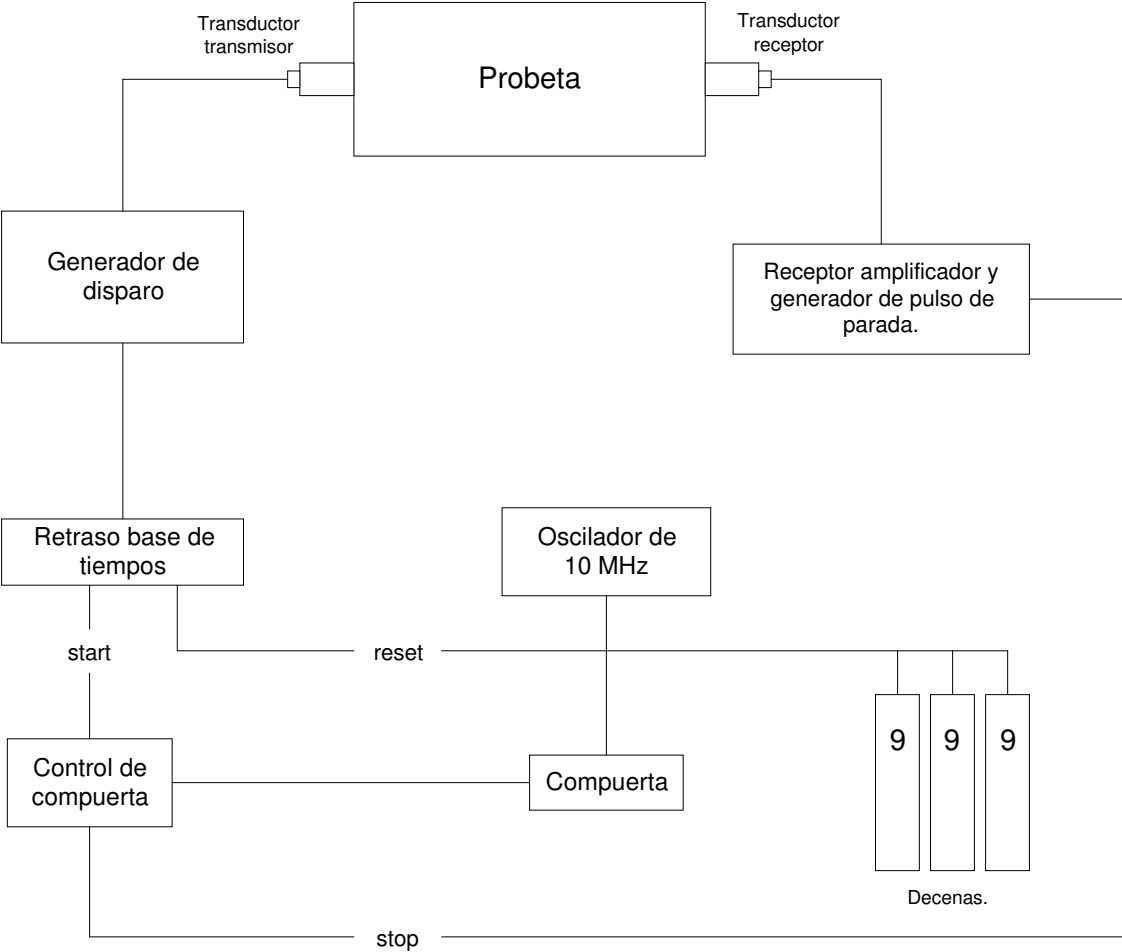 Transductor
transmisor
Probeta
Transductor
receptor
Generador de
disparo
Receptor amplificador y
generador de pulso de
parada.
Retraso base de
tiempos
Oscilador de
10 MHz
start
reset
9 9 9
Control de
compuerta
Compuerta
Decenas.
stop